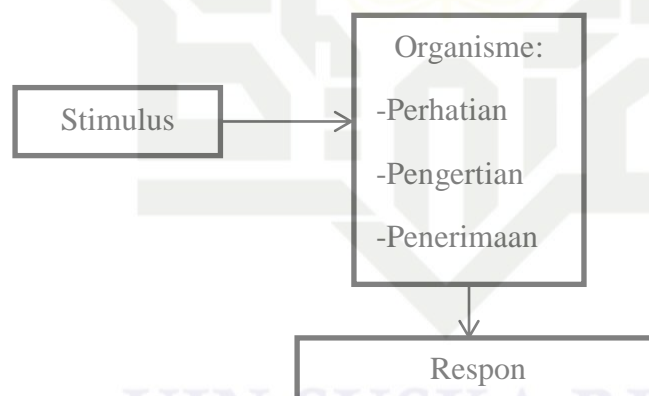 Organisme:
Stimulus
-Perhatian
-Pengertian
-Penerimaan
Respon